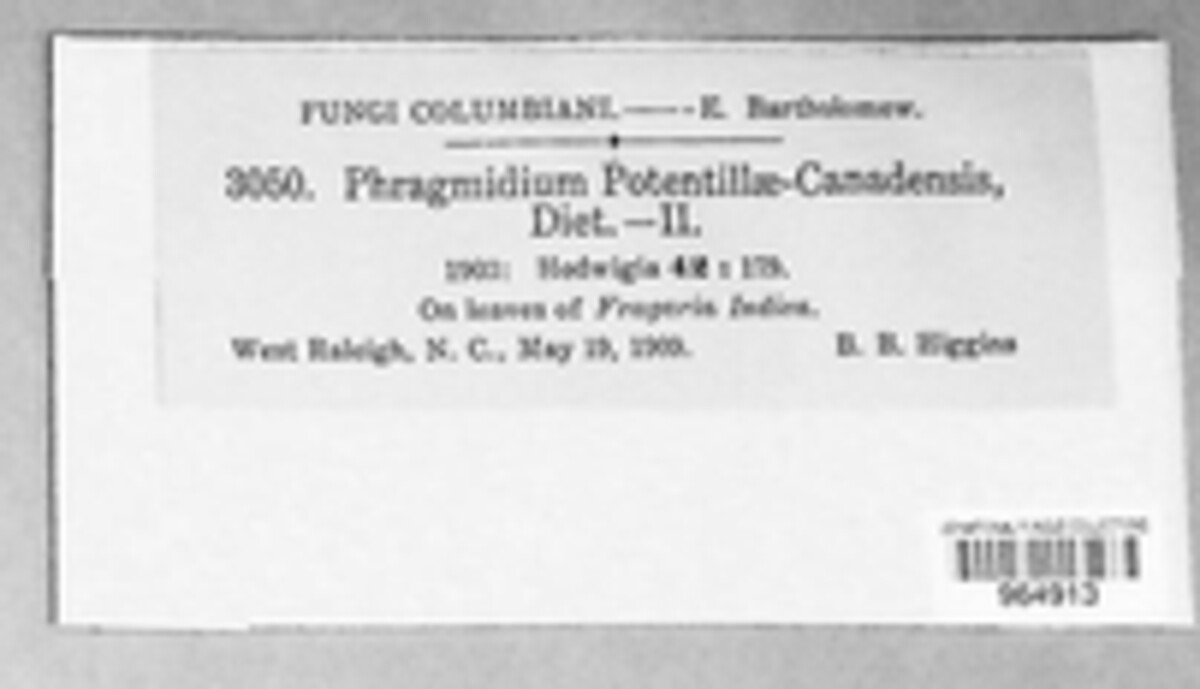 FUNGI COLUMBIANI.—E. Bartholomew.
3050. Phragmidium Potentillæ-Canadensis,
Diet.—II.
Hedwigia 42: 179.
On leaves of Fragaria Indica.
West Raleigh, N. C., May 19, 1909.
B. B. Higgins
964913